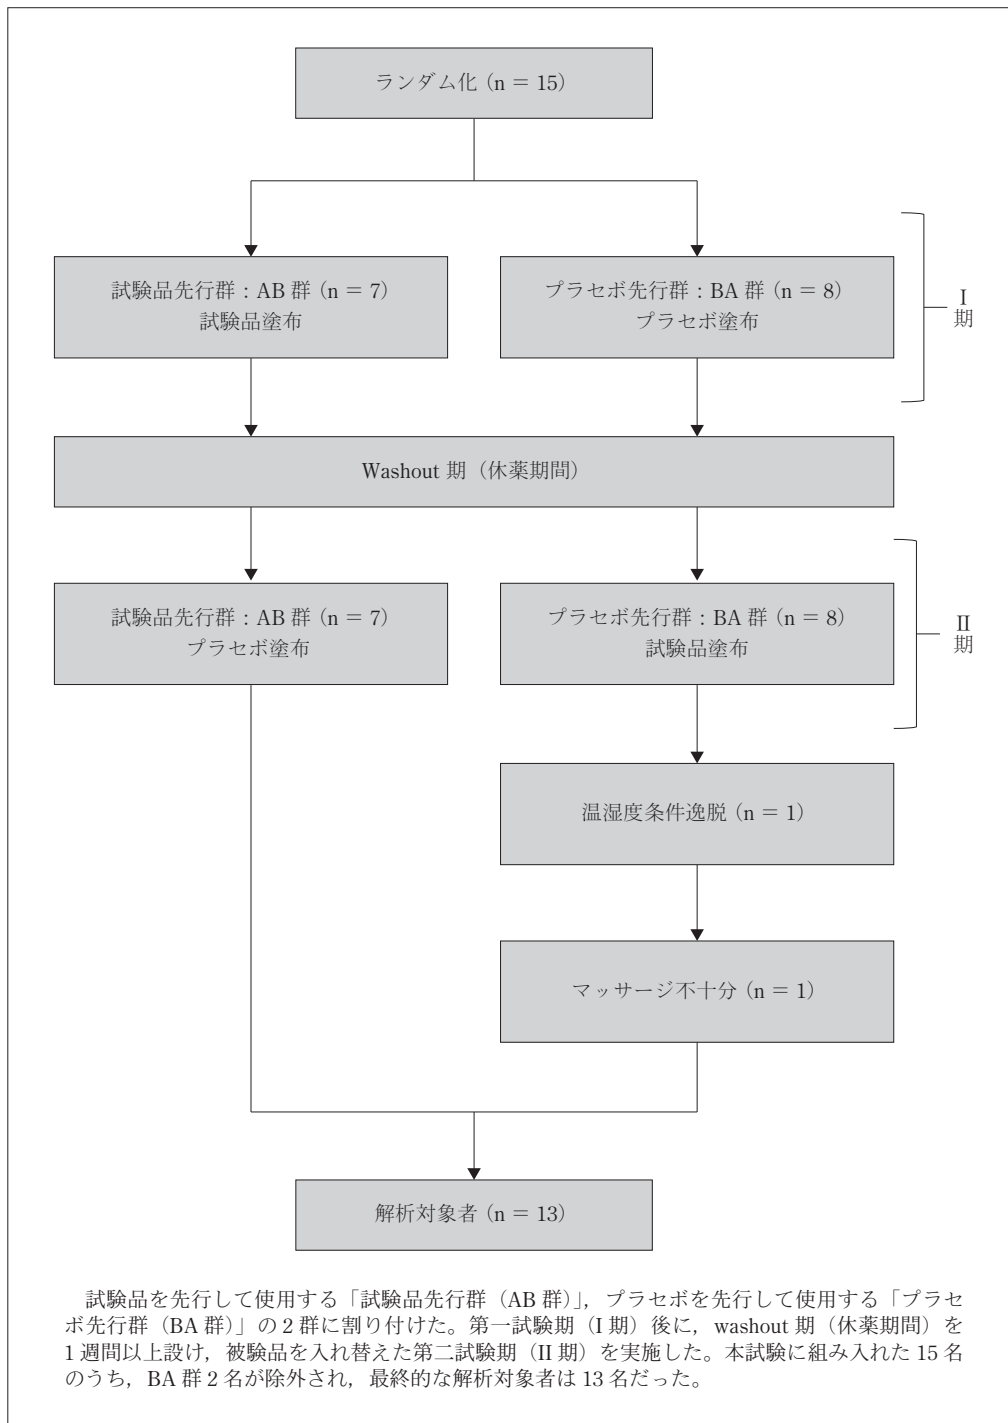 ランダム化 (n = 15)
試験品先行群：AB 群 (n = 7)
試験品塗布
プラセボ先行群：BA 群 (n = 8)
プラセボ塗布
I
期
Washout 期（休薬期間）
試験品先行群：AB 群 (n = 7)
プラセボ塗布
プラセボ先行群：BA 群 (n = 8)
試験品塗布
II
期
温湿度条件逸脱 (n = 1)
マッサージ不十分 (n = 1)
解析対象者 (n = 13)
試験品を先行して使用する「試験品先行群（AB 群）」，プラセボを先行して使用する「プラセ
ボ先行群（BA 群）」の 2 群に割り付けた。第一試験期（I 期）後に，washout 期（休薬期間）を
1 週間以上設け，被験品を入れ替えた第二試験期（II 期）を実施した。本試験に組み入れた 15 名
のうち，BA 群 2 名が除外され，最終的な解析対象者は 13 名だった。